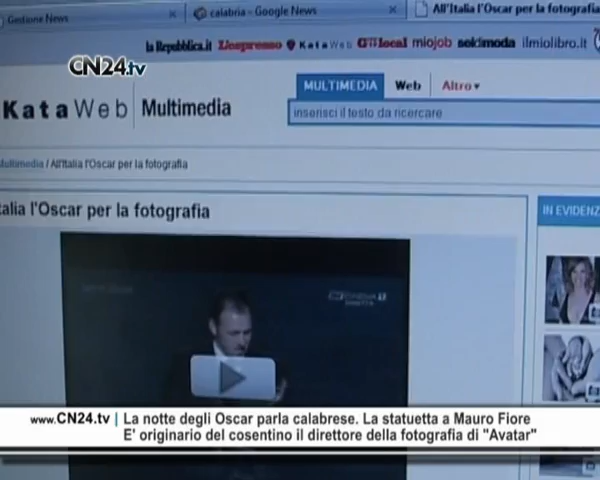 Gestione News
calabria - Google News
All'Italia l'Oscar per la fotografia
la Repubblica.it L'espresso KataWeb local miojob seidimoda ilmiolibro.it
CN24.tv
KataWeb Multimedia
MULTIMEDIA Web Altro
inserisci il testo da ricercare
Multimedia / All'Italia l'Oscar per la fotografia
talia l'Oscar per la fotografia
IN EVIDENZ
www.CN24.tv | La notte degli Oscar parla calabrese. La statuetta a Mauro Fiore
E' originario del cosentino il direttore della fotografia di "Avatar"